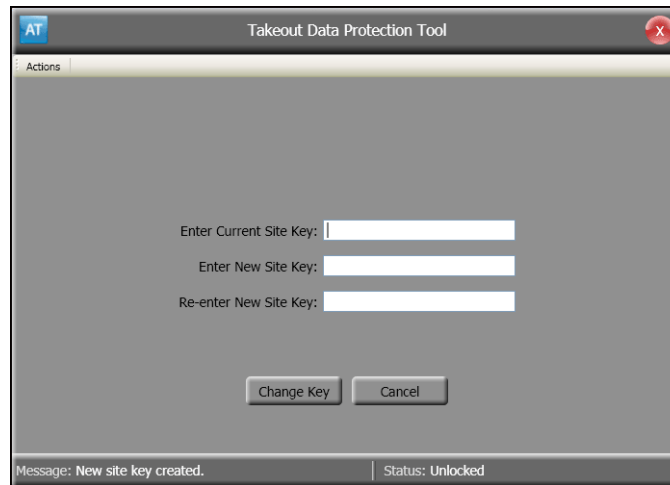 AT Takeout Data Protection Tool X
Actions
Enter Current Site Key:
Enter New Site Key:
Re-enter New Site Key:
Change Key Cancel
Message: New site key created. Status: Unlocked